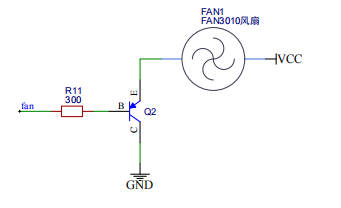 FAN1
FAN3010风扇
VCC
R11
300
fan
B
E
Q2
C
GND